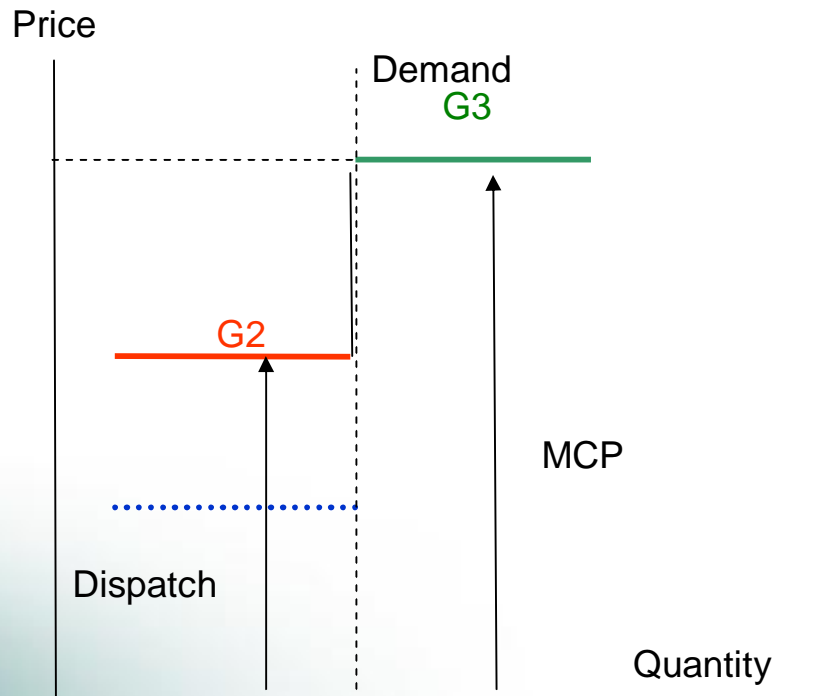 Price
Demand
G3
G2
MCP
Dispatch
Quantity